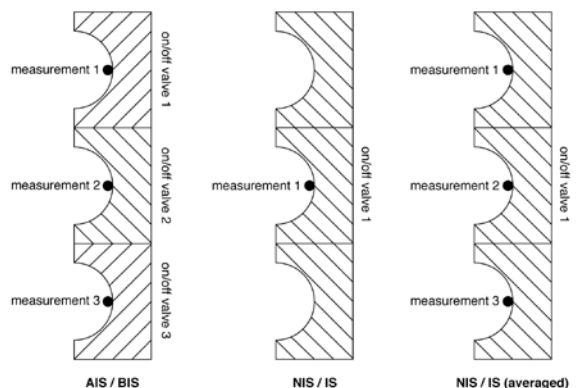 measurement 1
on/off valve 1
measurement 2
on/off valve 2
measurement 3
on/off valve 3
AIS / BIS
measurement 1
on/off valve 1
NIS / IS
measurement 1
measurement 2
on/off valve 1
measurement 3
NIS / IS (averaged)